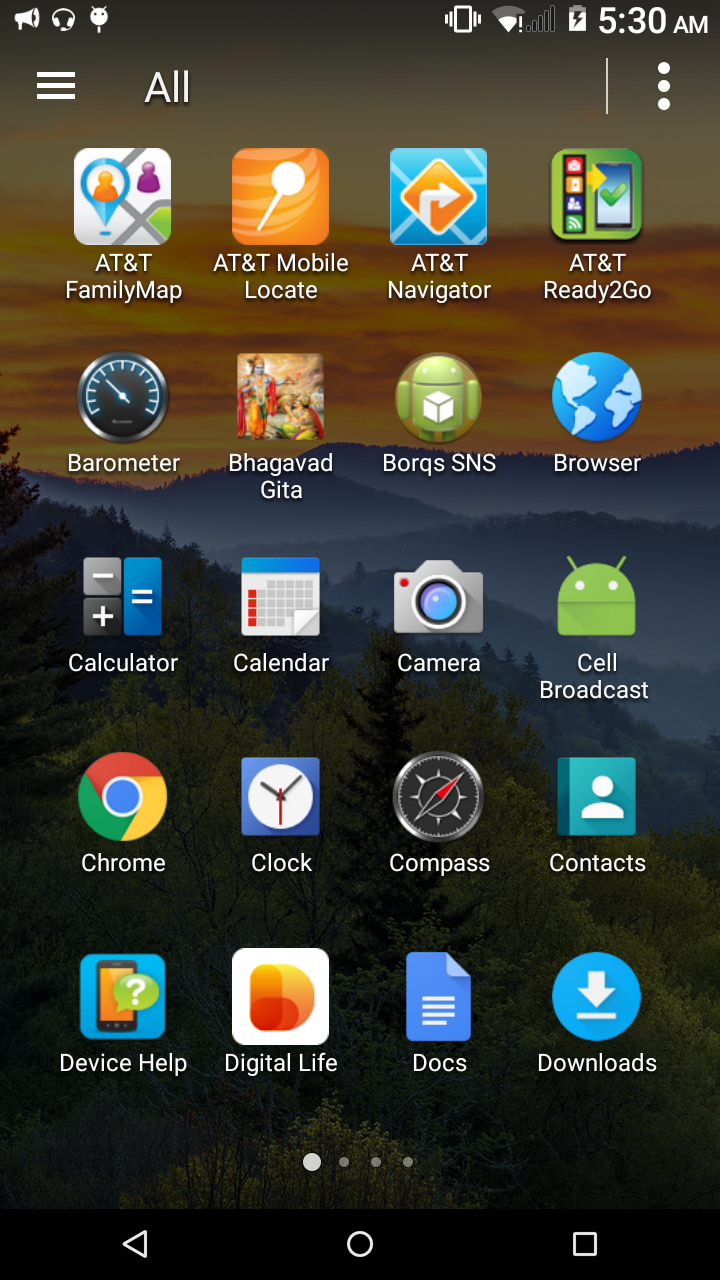 5:30 AM
All
AT&T
FamilyMap
AT&T Mobile
Locate
AT&T
Navigator
AT&T
Ready2Go
Barometer
Bhagavad
Gita
Borqs SNS
Browser
Calculator
Calendar
Camera
Cell
Broadcast
Chrome
Clock
Compass
Contacts
Device Help
Digital Life
Docs
Downloads